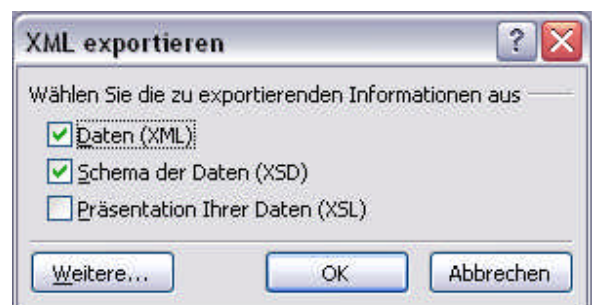 XML exportieren
Wählen Sie die zu exportierenden Informationen aus
Daten (XML)
Schema der Daten (XSD)
Präsentation Ihrer Daten (XSL)
Weitere... OK Abbrechen